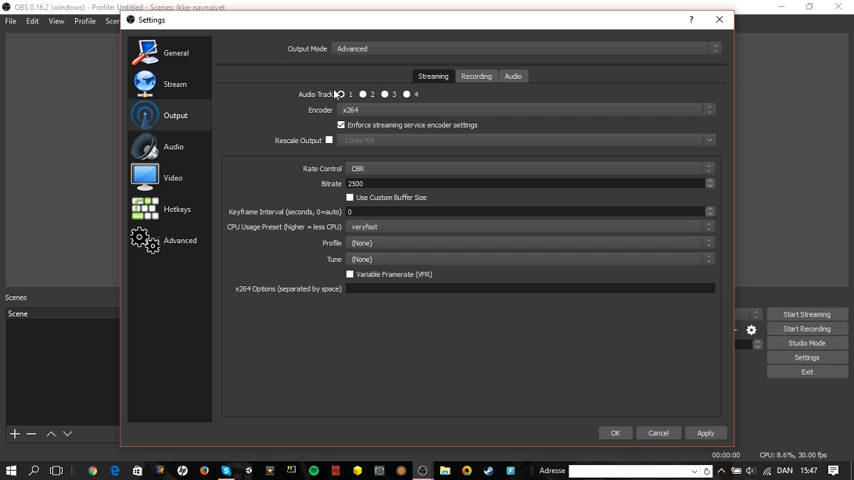 OBS 0.16.2 (windows) - Profile: Untitled - Scenes: Ikke-navngivet
File Edit View Profile Scen
Settings
?
General
Stream
Output
Audio
Video
Hotkeys
Advanced
Output Mode Advanced
Streaming Recording Audio
Audio Track 1 2 3 4
Encoder x264
Enforce streaming service encoder settings
Rescale Output 1366x768
Rate Control CBR
Bitrate 2500
Use Custom Buffer Size
Keyframe Interval (seconds, 0=auto) 0
CPU Usage Preset (higher = less CPU) veryfast
Profile (None)
Tune (None)
Variable Framerate (VFR)
x264 Options (separated by space)
OK Cancel Apply
Scenes
Scene
Start Streaming
Start Recording
Studio Mode
Settings
Exit
00:00:00 CPU: 8.6%, 30.00 fps
Adresse
DAN 15:47